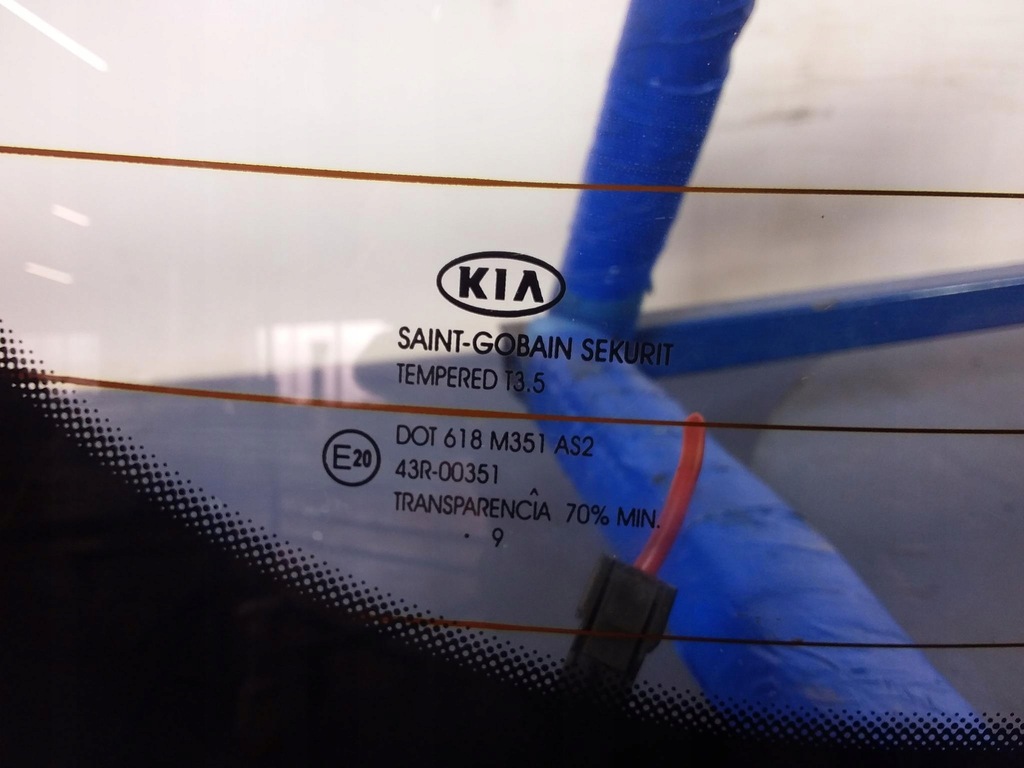 KIA
SAINT-GOBAIN SEKURIT
TEMPERED T3.5
DOT 618 M351 AS2
E20
43R-00351
TRANSPARENCÎA 70% MIN.
. 9